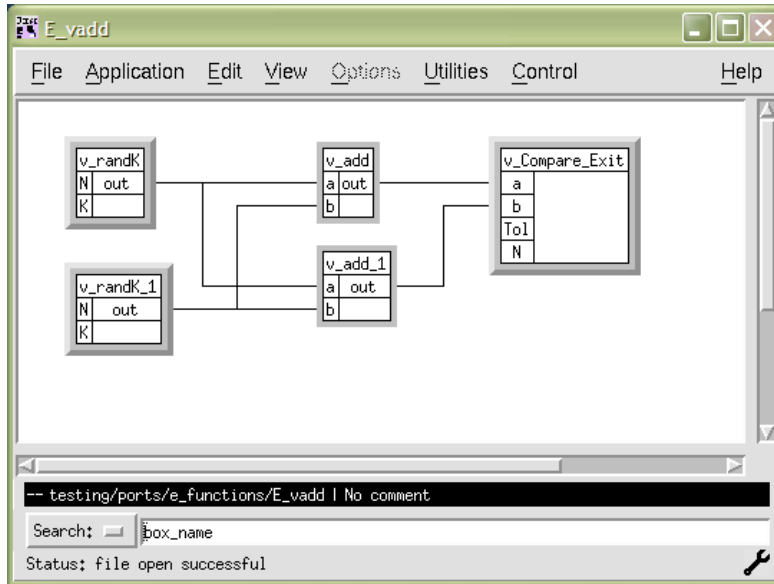 E_vadd
File Application Edit View Options Utilities Control Help
v_randK
N out
K
v_add
a out
b
v_Compare_Exit
a
b
Tol
N
v_randK_1
N out
K
v_add_1
a out
b
-- testing/ports/e_functions/E_vadd | No comment
Search: box_name
Status: file open successful